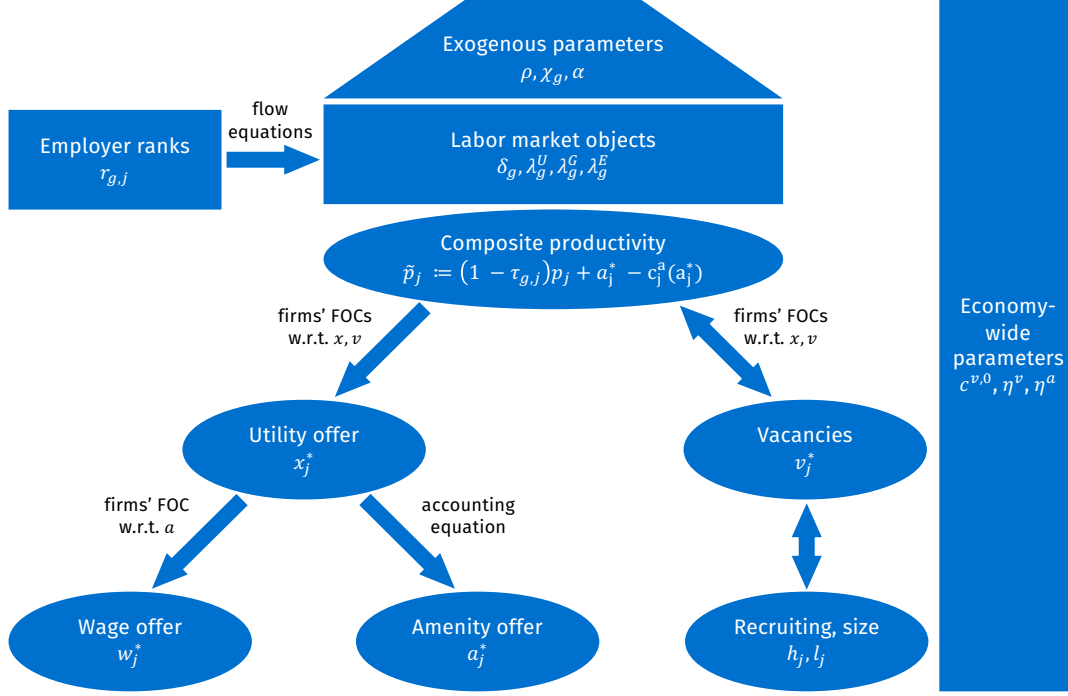 Exogenous parameters
ρ, χ_g, α
flow
equations
Employer ranks
r_{g,j}
Labor market objects
δ_g, λ_g^U, λ_g^G, λ_g^E
Composite productivity
p̃_j := (1 − τ_{g,j})p_j + a_j^* − c_j^a(a_j^*)
firms’ FOCs
w.r.t. x, v
firms’ FOCs
w.r.t. x, v
Economy-
wide
parameters
c^{v,0}, η^v, η^a
Utility offer
x_j^*
Vacancies
v_j^*
firms’ FOC
w.r.t. a
accounting
equation
Wage offer
w_j^*
Amenity offer
a_j^*
Recruiting, size
h_j, l_j